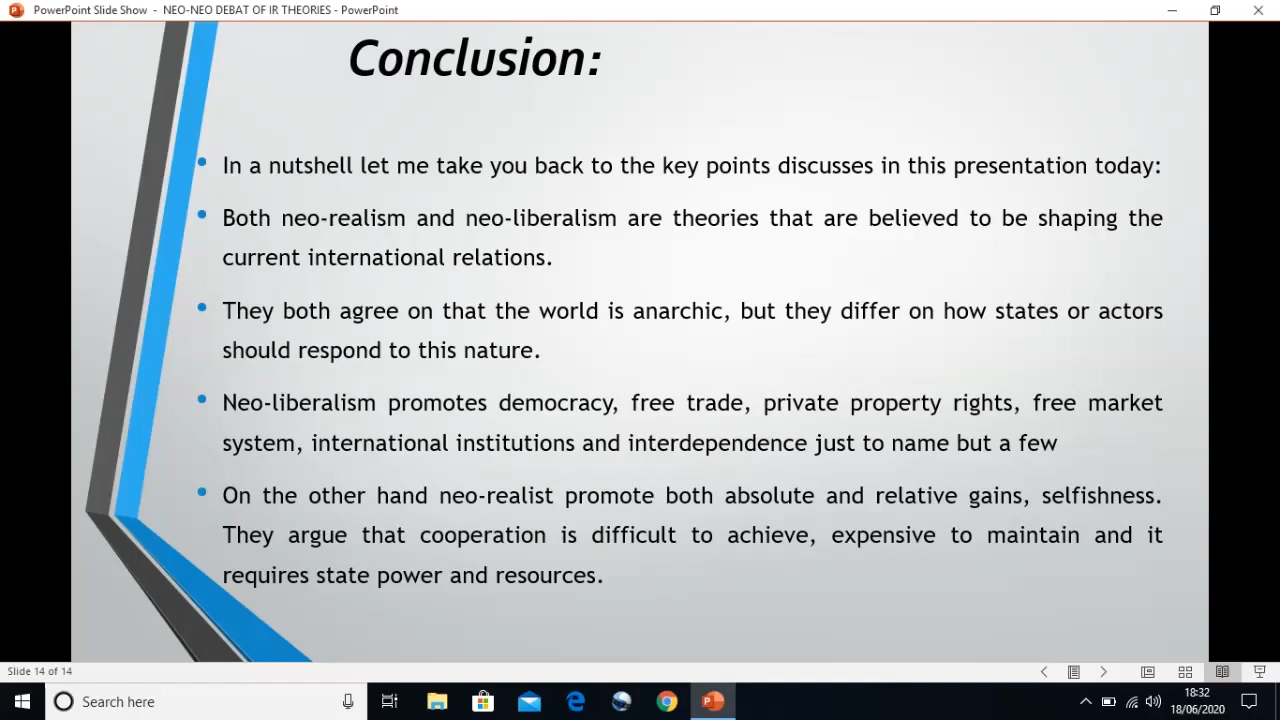 PowerPoint Slide Show - NEO-NEO DEBAT OF IR THEORIES - PowerPoint
Conclusion:
• In a nutshell let me take you back to the key points discusses in this presentation today:
• Both neo-realism and neo-liberalism are theories that are believed to be shaping the
current international relations.
• They both agree on that the world is anarchic, but they differ on how states or actors
should respond to this nature.
• Neo-liberalism promotes democracy, free trade, private property rights, free market
system, international institutions and interdependence just to name but a few
• On the other hand neo-realist promote both absolute and relative gains, selfishness.
They argue that cooperation is difficult to achieve, expensive to maintain and it
requires state power and resources.
Slide 14 of 14
Search here
18:32
18/06/2020